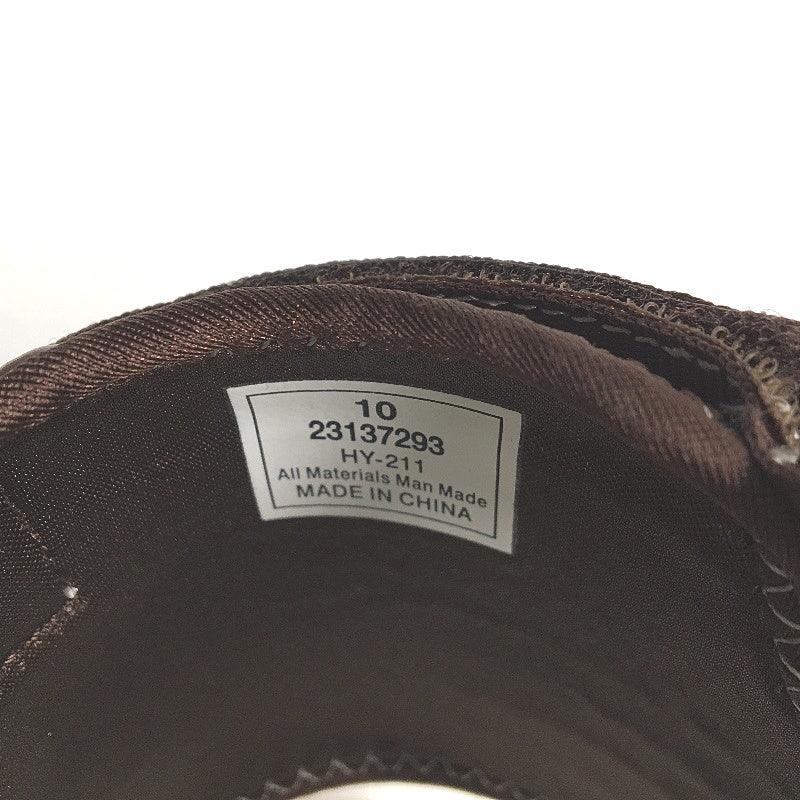 10
23137293
HY-211
All Materials Man Made
MADE IN CHINA